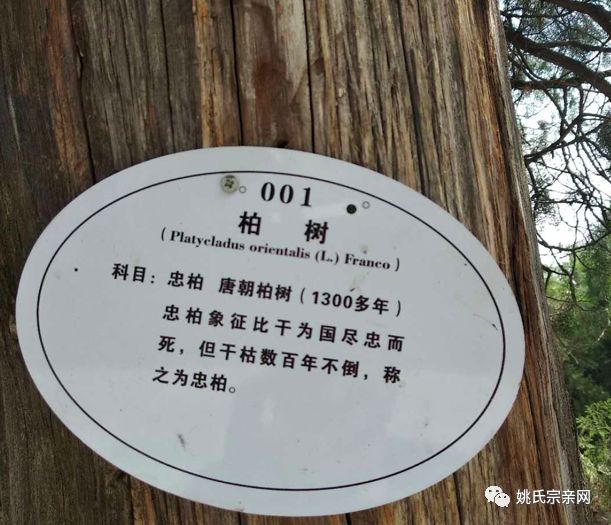 001
柏树
(Platycladus orientalis (L.) Franco)
科目：忠柏 唐朝柏树（1300多年）
忠柏象征比干为国尽忠而
死，但干枯数百年不倒，称
之为忠柏。
姚氏宗亲网